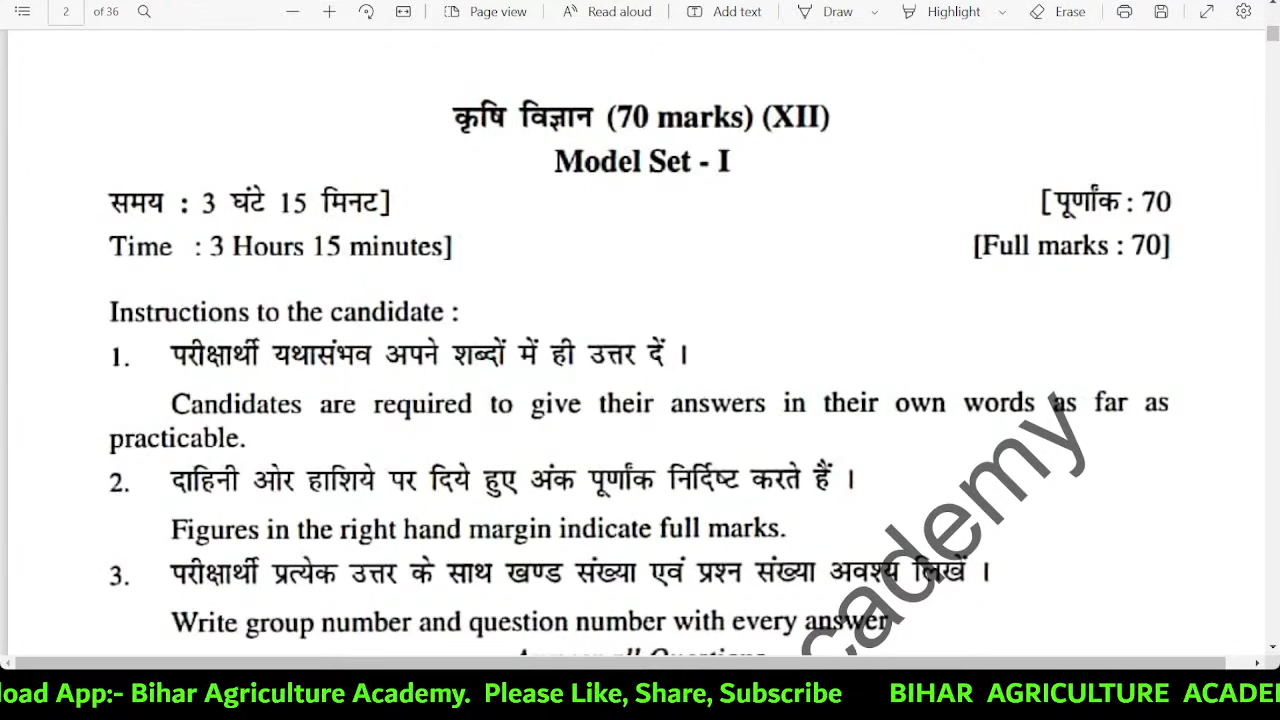 2 of 36 Page view Read aloud Add text Draw Highlight Erase
कृषि विज्ञान (70 marks) (XII)
Model Set - I
समय : 3 घंटे 15 मिनट] [पूर्णांक : 70
Time : 3 Hours 15 minutes] [Full marks : 70]
Instructions to the candidate :
1. परीक्षार्थी यथासंभव अपने शब्दों में ही उत्तर दें ।
Candidates are required to give their answers in their own words as far as
practicable.
2. दाहिनी ओर हाशिये पर दिये हुए अंक पूर्णांक निर्दिष्ट करते हैं ।
Figures in the right hand margin indicate full marks.
3. परीक्षार्थी प्रत्येक उत्तर के साथ खण्ड संख्या एवं प्रश्न संख्या अवश्य लिखें ।
Write group number and question number with every answer
cademy
load App:- Bihar Agriculture Academy. Please Like, Share, Subscribe BIHAR AGRICULTURE ACADE